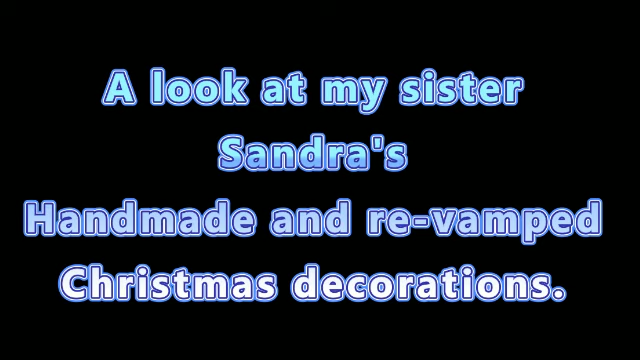 A look at my sister
Sandra's
Handmade and re-vamped
Christmas decorations.